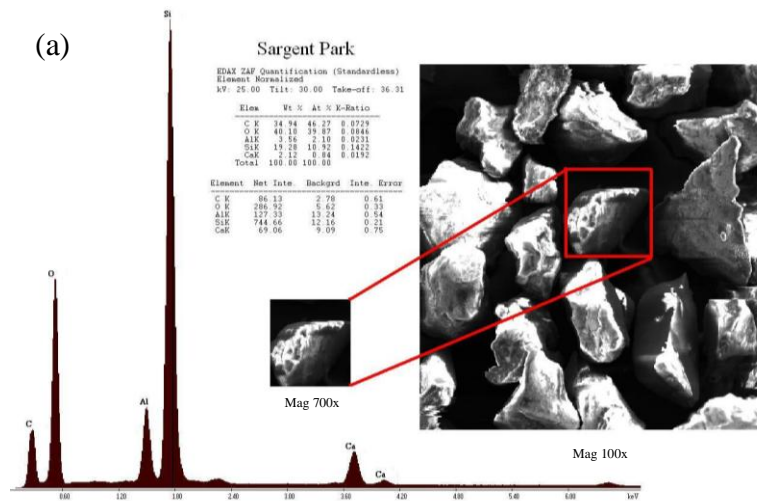 (a)
Sargent Park
EDAX ZAF Quantification (Standardless)
Element Normalized
kV: 25.00 Tilt: 30.00 Take-off: 36.31
Elem Wt % At % K-Ratio
C K 34.94 46.27 0.0729
O K 40.10 39.87 0.0846
AlK 3.56 2.10 0.0231
SiK 19.28 10.92 0.1422
CaK 2.12 0.84 0.0192
Total 100.00 100.00
Element Net Inte. Backgrd Inte. Error
C K 86.13 2.78 0.61
O K 286.92 5.62 0.33
AlK 127.33 13.24 0.54
SiK 744.66 12.16 0.21
CaK 69.06 9.09 0.75
Si
O
Al
C
Ca
Ca
Mag 700x
Mag 100x
0.60 1.20 1.80 2.40 3.00 3.60 4.20 4.80 5.40 6.00 keV